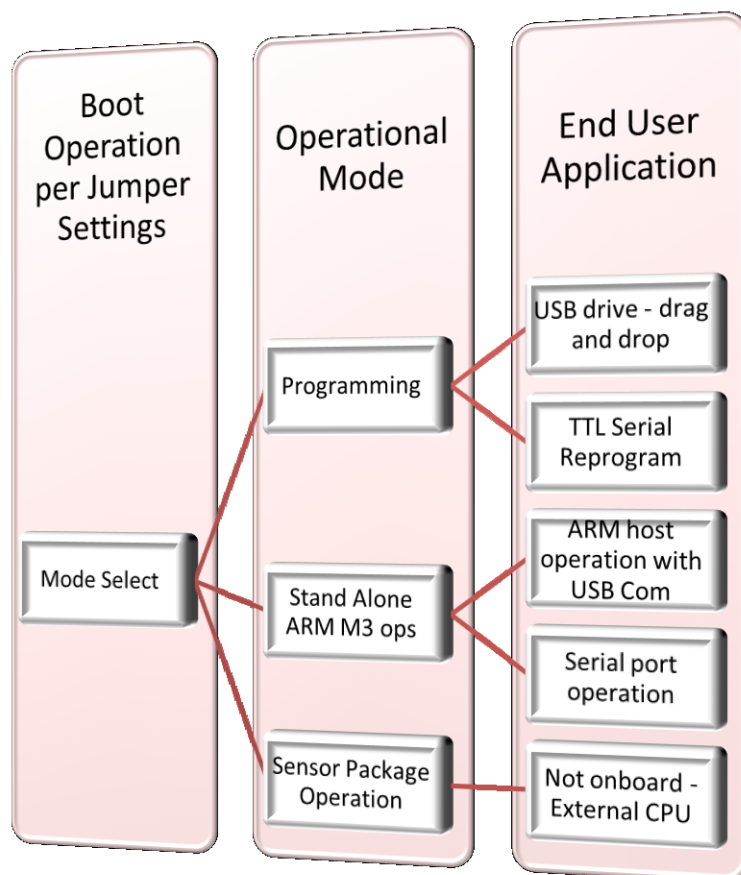 Boot
Operation
per Jumper
Settings
Mode Select
Operational
Mode
Programming
Stand Alone
ARM M3 ops
Sensor Package
Operation
End User
Application
USB drive - drag
and drop
TTL Serial
Reprogram
ARM host
operation with
USB Com
Serial port
operation
Not onboard -
External CPU